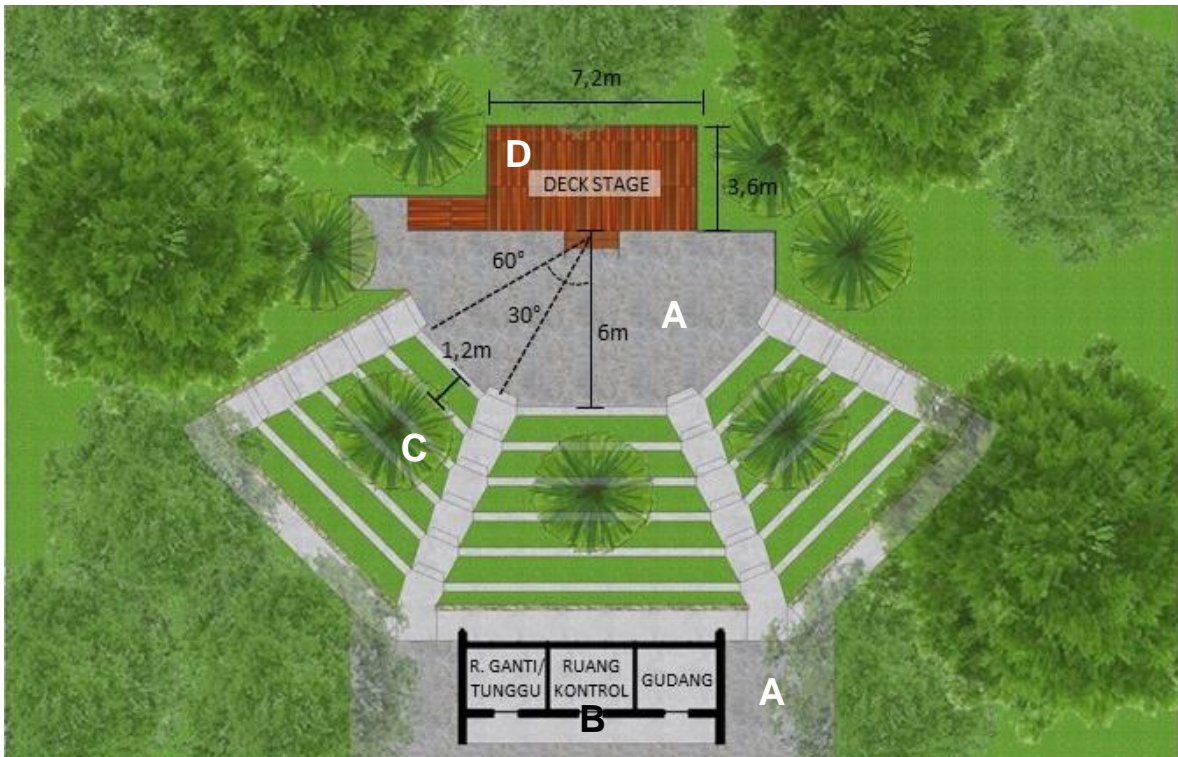 7,2m
D
DECK STAGE
3,6m
60°
30°
A
6m
1,2m
C
R. GANTI/
TUNGGU
RUANG
KONTROL
GUDANG
A
B